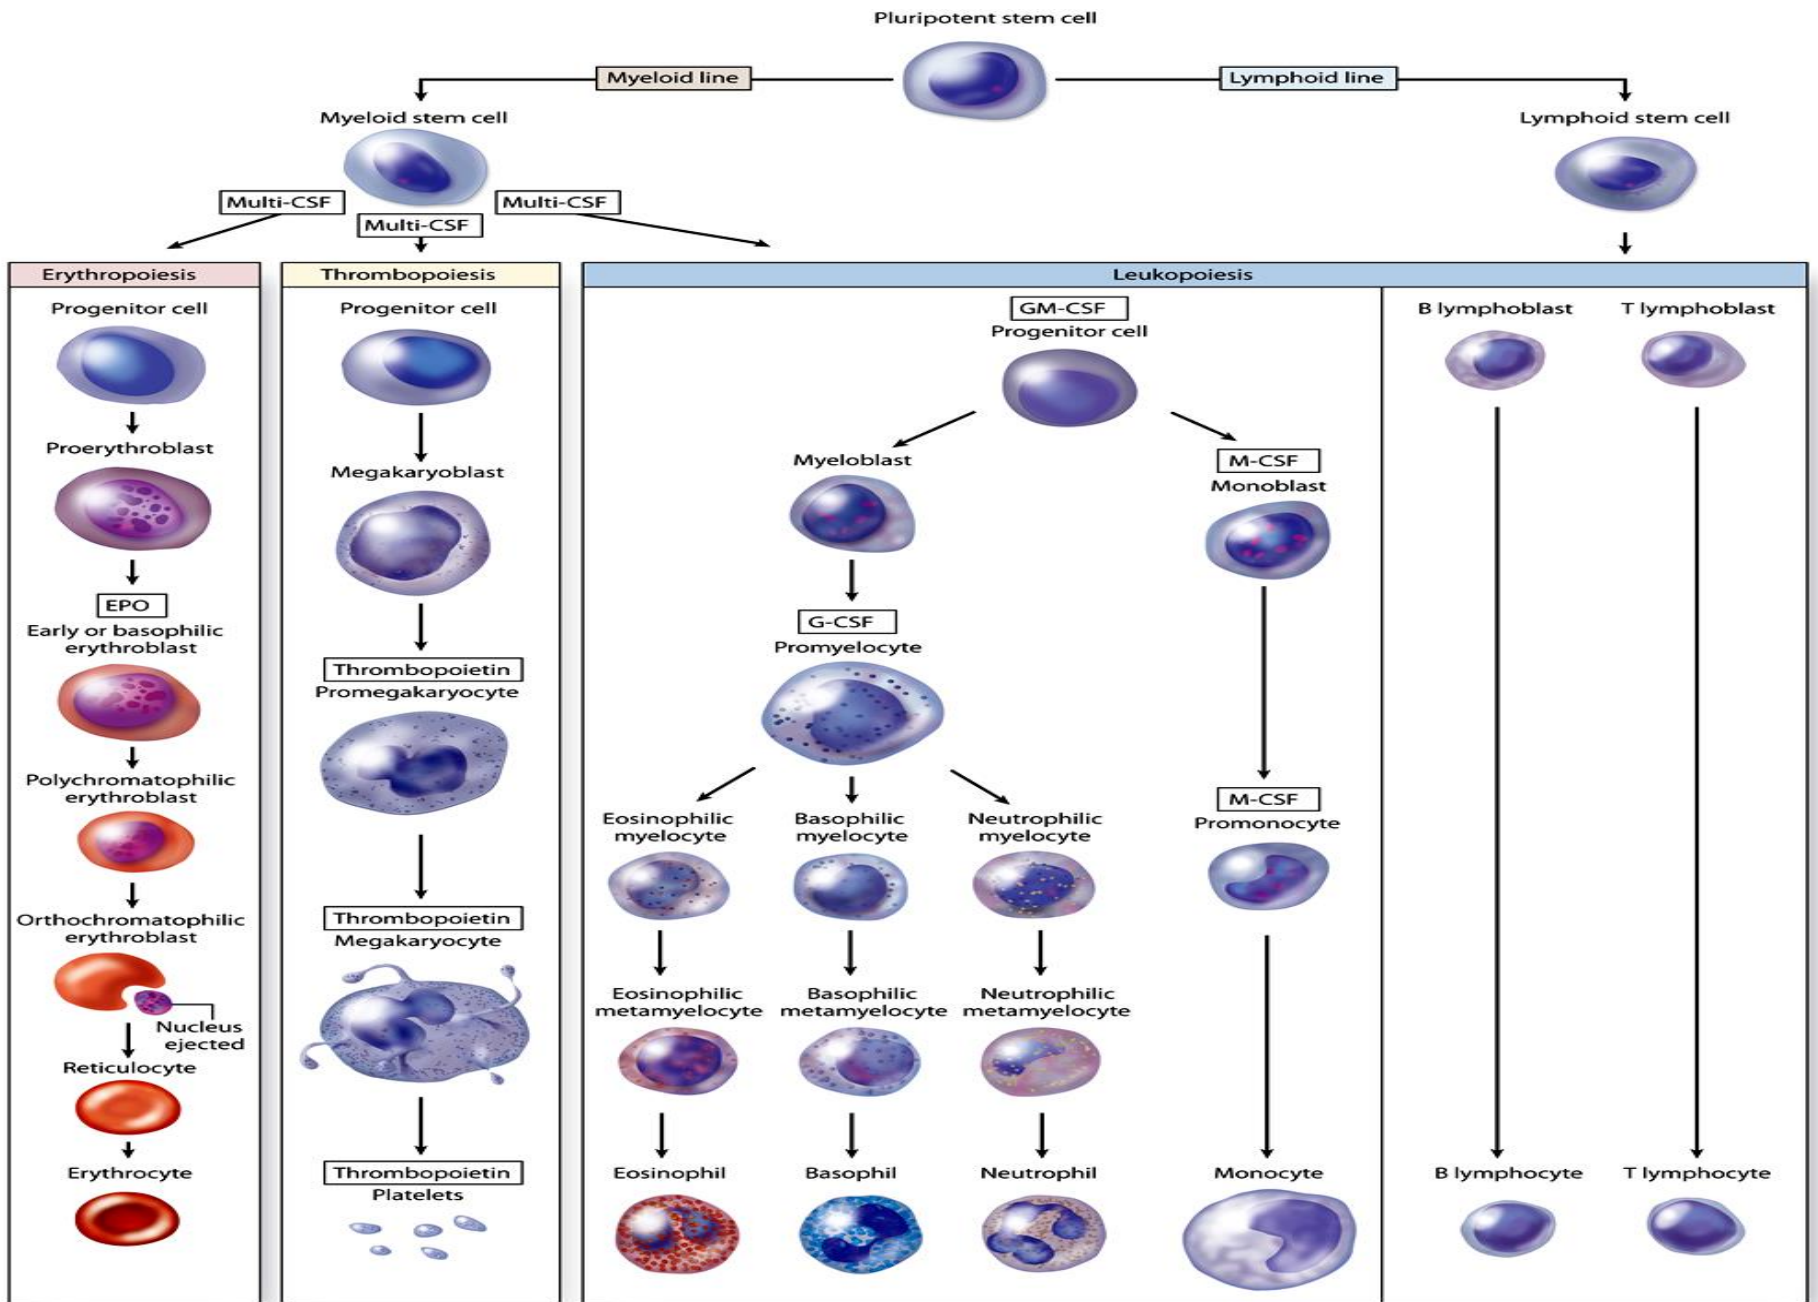 Pluripotent stem cell
Myeloid line
Lymphoid line
Myeloid stem cell
Lymphoid stem cell
Multi-CSF
Multi-CSF
Multi-CSF
Erythropoiesis
Progenitor cell
Proerythroblast
EPO
Early or basophilic
erythroblast
Polychromatophilic
erythroblast
Orthochromatophilic
erythroblast
Nucleus
ejected
Reticulocyte
Erythrocyte
Thrombopoiesis
Progenitor cell
Megakaryoblast
Thrombopoietin
Promegakaryocyte
Thrombopoietin
Megakaryocyte
Thrombopoietin
Platelets
Leukopoiesis
GM-CSF
Progenitor cell
Myeloblast
G-CSF
Promyelocyte
Eosinophilic
myelocyte
Eosinophilic
metamyelocyte
Eosinophil
Basophilic
myelocyte
Basophilic
metamyelocyte
Basophil
Neutrophilic
myelocyte
Neutrophilic
metamyelocyte
Neutrophil
M-CSF
Monoblast
M-CSF
Promonocyte
Monocyte
B lymphoblast
B lymphocyte
T lymphoblast
T lymphocyte